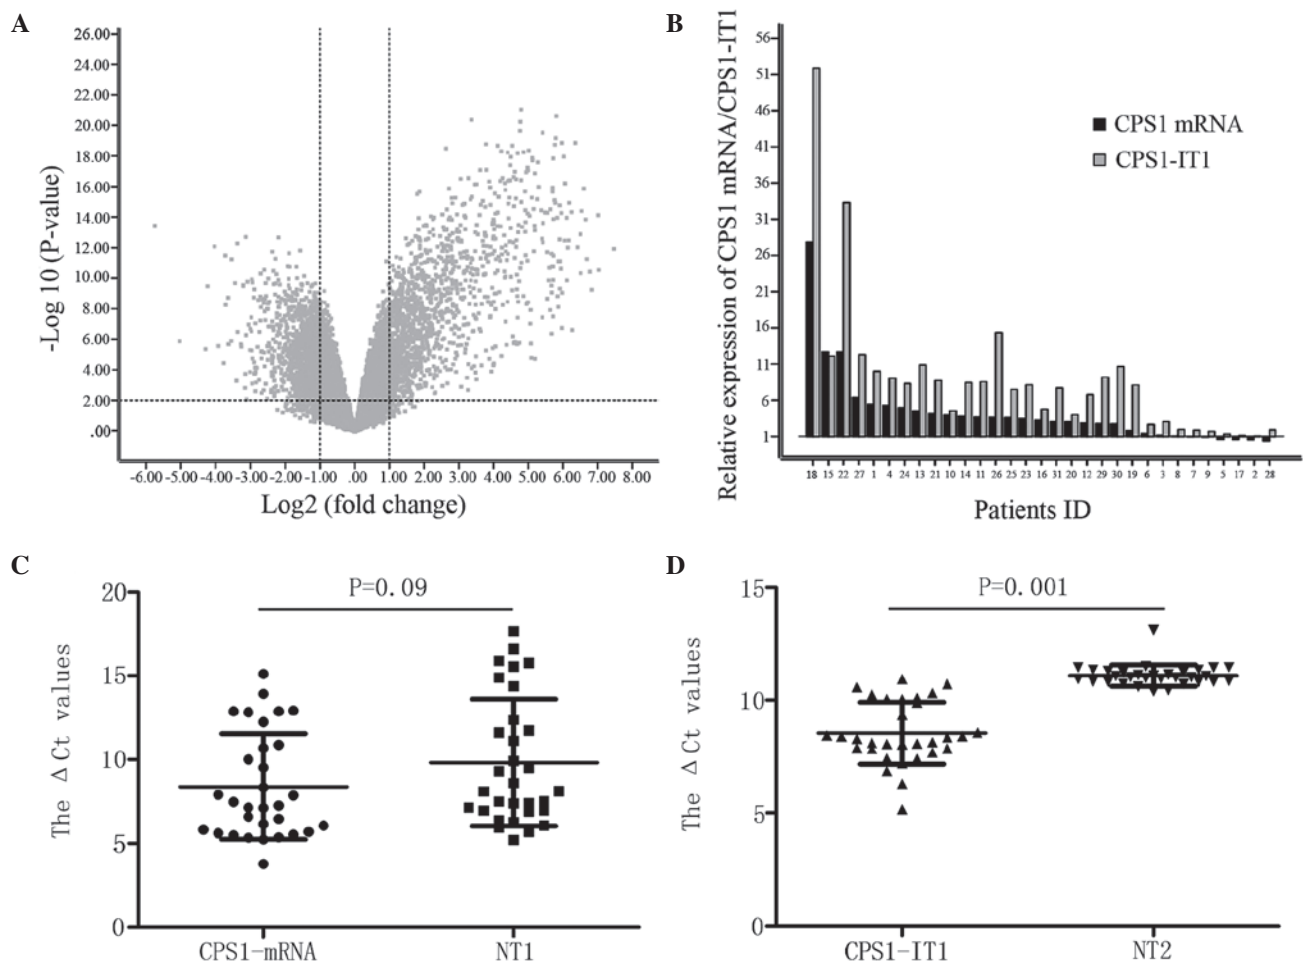 A
-Log 10 (P-value)
26.00
24.00
22.00
20.00
18.00
16.00
14.00
12.00
10.00
8.00
6.00
4.00
2.00
.00
-6.00 -5.00 -4.00 -3.00 -2.00 -1.00 0.00 1.00 2.00 3.00 4.00 5.00 6.00 7.00 8.00
Log2 (fold change)
B
Relative expression of CPS1 mRNA/CPS1-IT1
56
51
46
41
36
31
26
21
16
11
6
1
CPS1 mRNA
CPS1-IT1
18 15 22 27 1 4 24 13 21 10 14 11 26 25 23 16 31 20 12 29 30 19 6 3 8 7 9 5 17 2 28
Patients ID
C
The ΔCt values
20
15
10
5
0
P=0.09
CPS1-mRNA NT1
D
The ΔCt values
15
10
5
0
P=0.001
CPS1-IT1 NT2